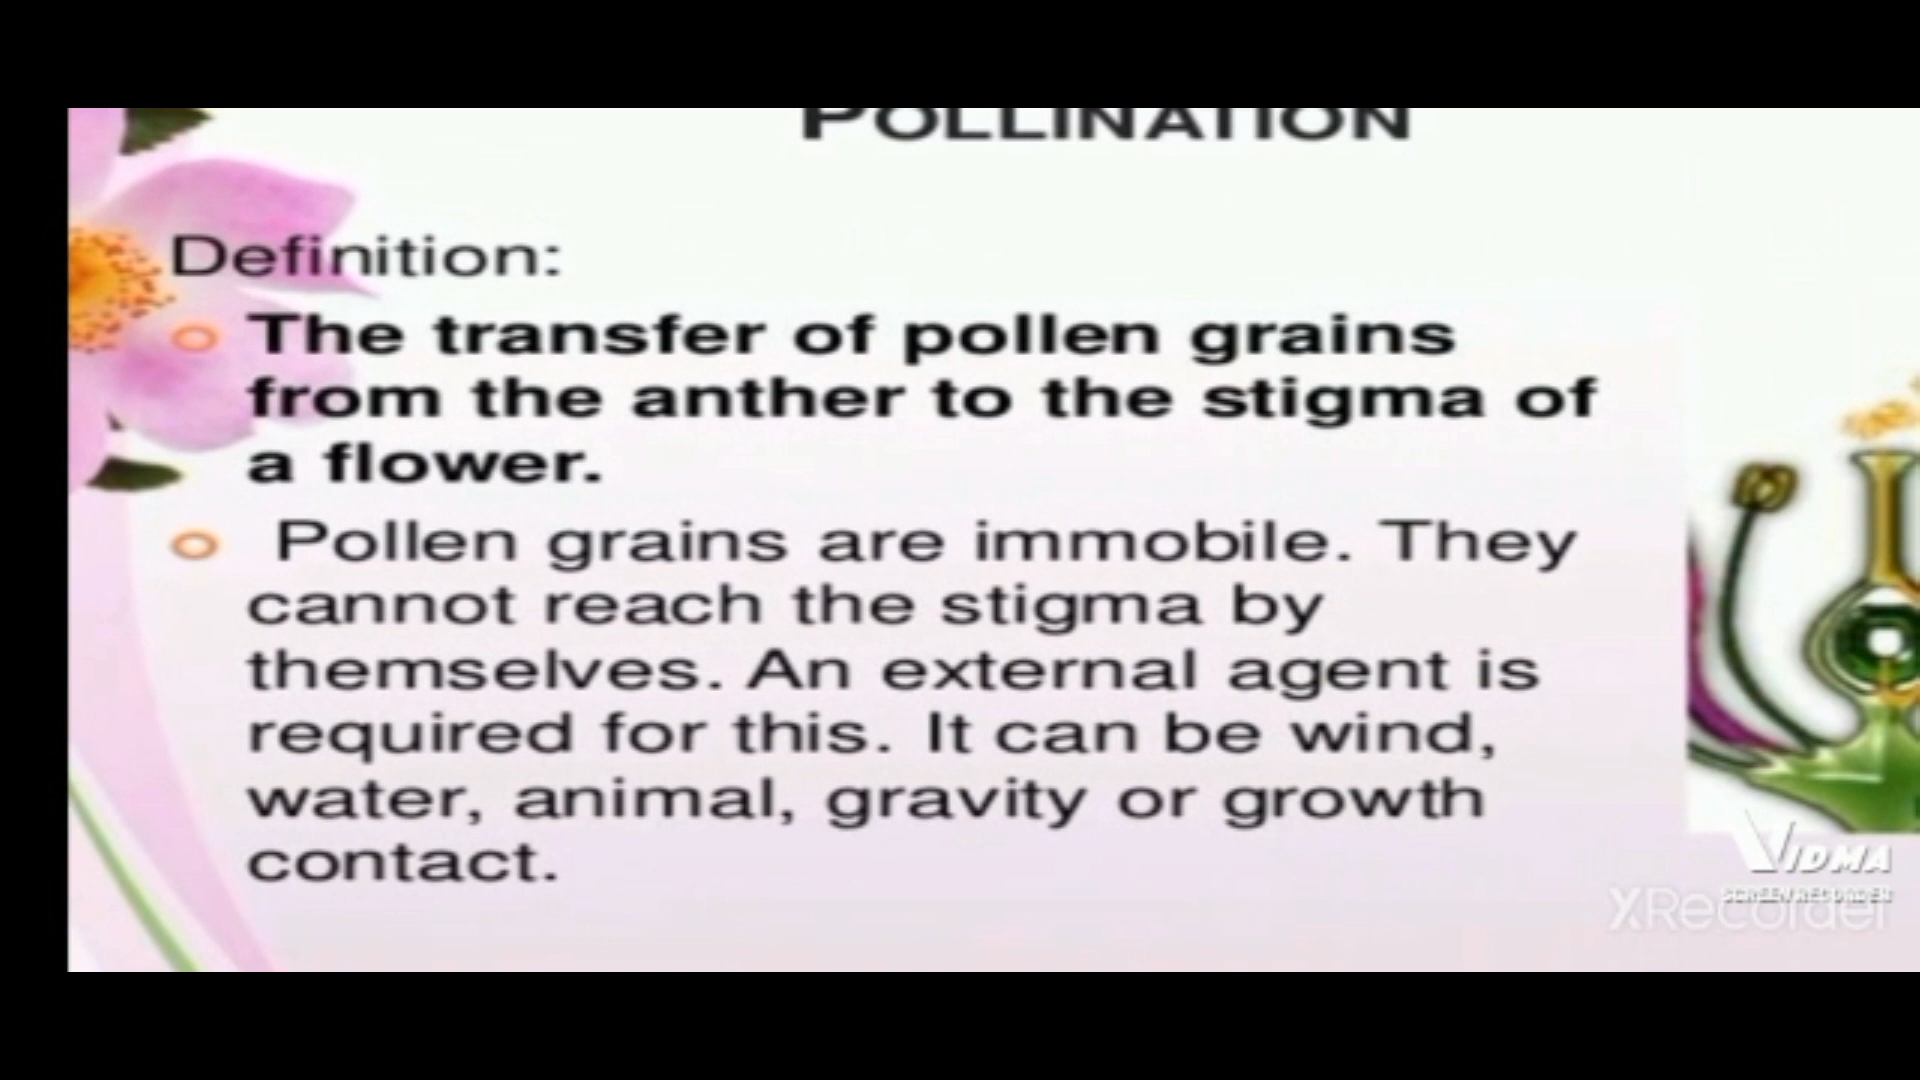 POLLINATION
Definition:
The transfer of pollen grains
from the anther to the stigma of
a flower.
Pollen grains are immobile. They
cannot reach the stigma by
themselves. An external agent is
required for this. It can be wind,
water, animal, gravity or growth
contact.
VIDMA
SCREEN RECORDER
XRecorder